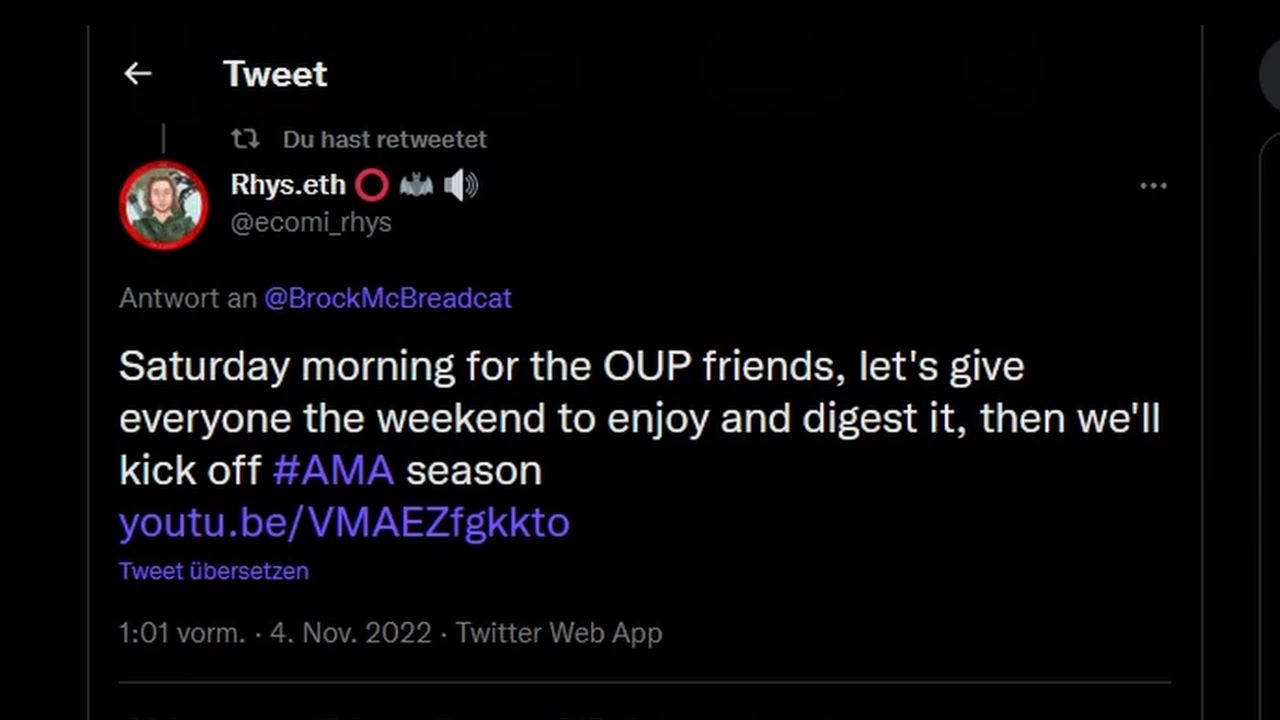 Tweet
Du hast retweetet
Rhys.eth ⭕ 🦇 🔊
@ecomi_rhys
Antwort an @BrockMcBreadcat
Saturday morning for the OUP friends, let's give
everyone the weekend to enjoy and digest it, then we'll
kick off #AMA season
youtu.be/VMAEZfgkkto
Tweet übersetzen
1:01 vorm. · 4. Nov. 2022 · Twitter Web App